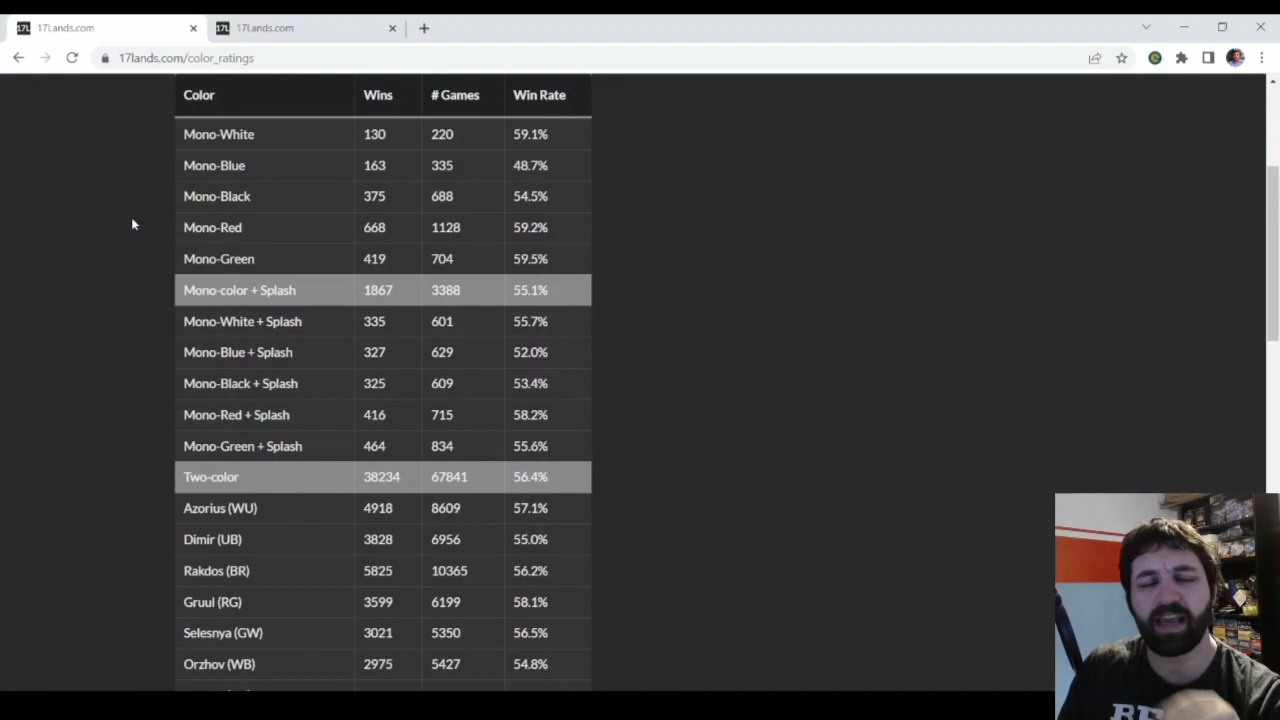 17L 17Lands.com
17L 17Lands.com
17lands.com/color_ratings
Color Wins # Games Win Rate
Mono-White 130 220 59.1%
Mono-Blue 163 335 48.7%
Mono-Black 375 688 54.5%
Mono-Red 668 1128 59.2%
Mono-Green 419 704 59.5%
Mono-color + Splash 1867 3388 55.1%
Mono-White + Splash 335 601 55.7%
Mono-Blue + Splash 327 629 52.0%
Mono-Black + Splash 325 609 53.4%
Mono-Red + Splash 416 715 58.2%
Mono-Green + Splash 464 834 55.6%
Two-color 38234 67841 56.4%
Azorius (WU) 4918 8609 57.1%
Dimir (UB) 3828 6956 55.0%
Rakdos (BR) 5825 10365 56.2%
Gruul (RG) 3599 6199 58.1%
Selesnya (GW) 3021 5350 56.5%
Orzhov (WB) 2975 5427 54.8%